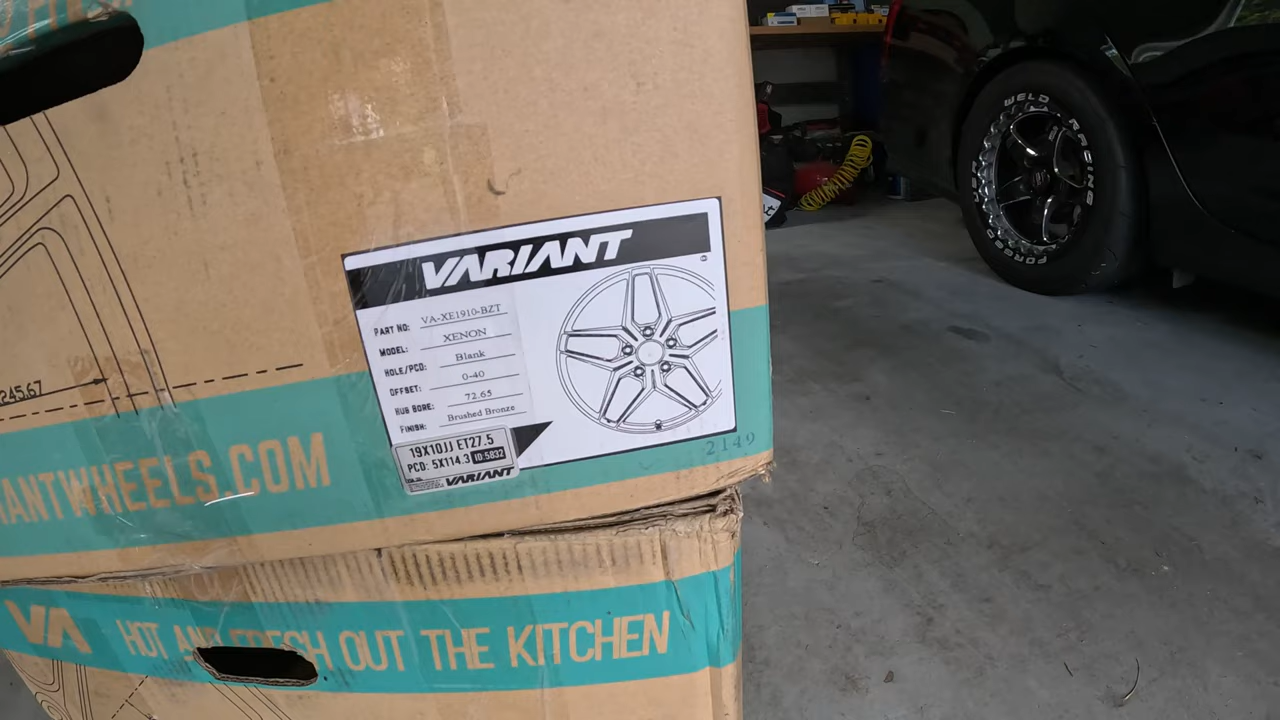 VARIANT
PART NO: VA-XE1910-BZT
MODEL: XENON
HOLE/PCD: Blank
OFFSET: 0-40
HUB BORE: 72.65
FINISH: Brushed Bronze
19X10JJ ET27.5
PCD: 5X114.3 ID:5832
VARIANT
2149
245.67
IANTWHEELS.COM
VA HOT AND FRESH OUT THE KITCHEN
WELD RACING
FORGED